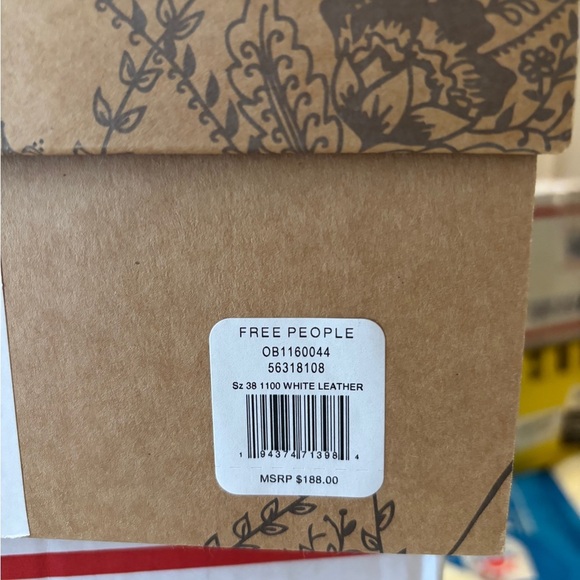 FREE PEOPLE
OB1160044
56318108
Sz 38 1100 WHITE LEATHER
1 94374 71398 4
MSRP $188.00